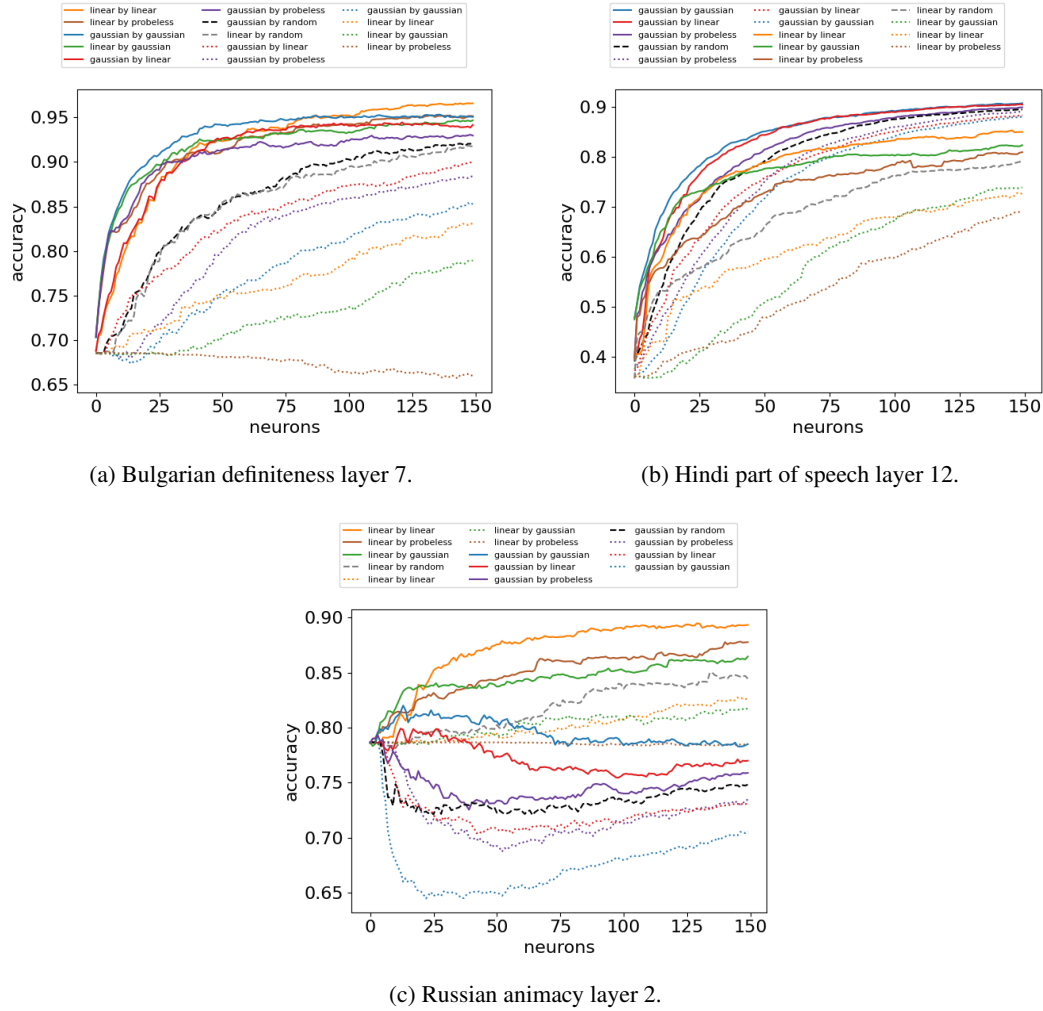 linear by linear
linear by probeless
gaussian by gaussian
linear by gaussian
gaussian by linear
gaussian by probeless
gaussian by random
linear by random
gaussian by linear
gaussian by probeless
gaussian by gaussian
linear by linear
linear by gaussian
linear by probeless
accuracy
0.95
0.90
0.85
0.80
0.75
0.70
0.65
0 25 50 75 100 125 150
neurons
(a) Bulgarian definiteness layer 7.
gaussian by gaussian
gaussian by linear
gaussian by probeless
gaussian by random
gaussian by probeless
gaussian by linear
gaussian by gaussian
linear by linear
linear by gaussian
linear by probeless
linear by random
linear by gaussian
linear by linear
linear by probeless
accuracy
0.9
0.8
0.7
0.6
0.5
0.4
0 25 50 75 100 125 150
neurons
(b) Hindi part of speech layer 12.
linear by linear
linear by probeless
linear by gaussian
linear by random
linear by linear
linear by gaussian
linear by probeless
gaussian by gaussian
gaussian by linear
gaussian by probeless
gaussian by random
gaussian by probeless
gaussian by linear
gaussian by gaussian
accuracy
0.90
0.85
0.80
0.75
0.70
0.65
0 25 50 75 100 125 150
neurons
(c) Russian animacy layer 2.